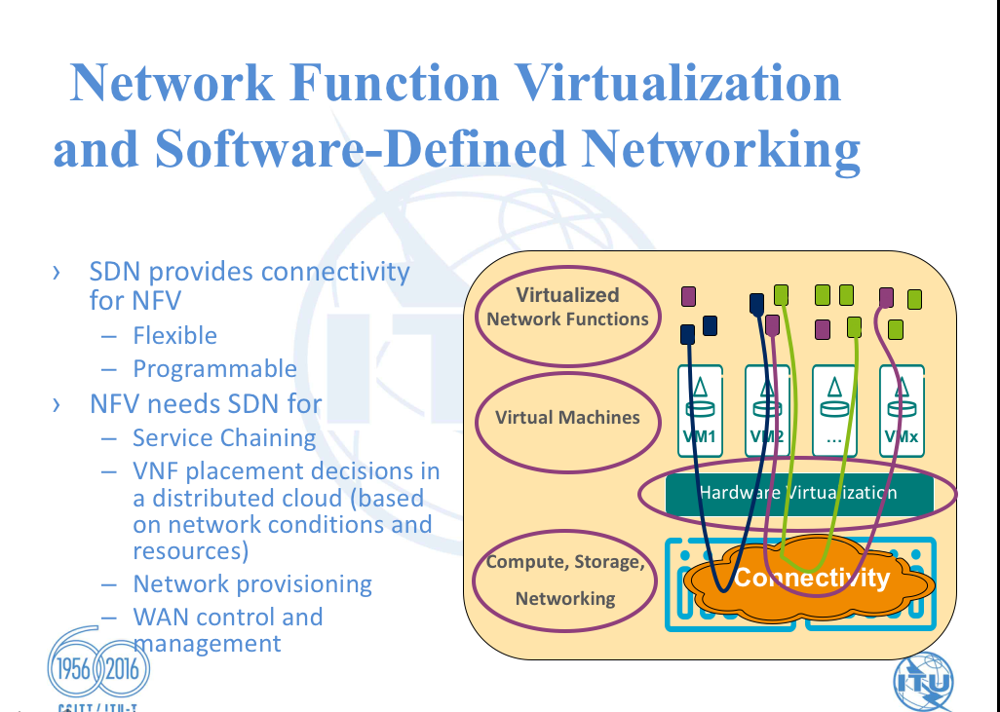 Network Function Virtualization
and Software-Defined Networking
› SDN provides connectivity
for NFV
– Flexible
– Programmable
› NFV needs SDN for
– Service Chaining
– VNF placement decisions in
a distributed cloud (based
on network conditions and
resources)
– Network provisioning
– WAN control and
management
Virtualized
Network Functions
Virtual Machines
VM1
VM2
...
VMx
Hardware Virtualization
Compute, Storage,
Networking
Connectivity
1956 2016
ITU